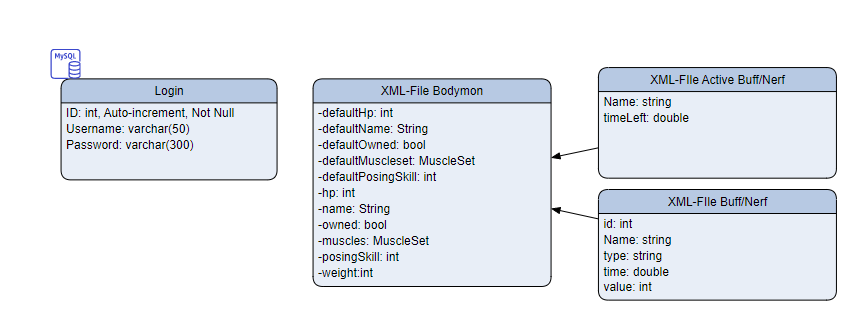 MySQL
Login
ID: int, Auto-increment, Not Null
Username: varchar(50)
Password: varchar(300)
XML-File Bodymon
-defaultHp: int
-defaultName: String
-defaultOwned: bool
-defaultMuscleset: MuscleSet
-defaultPosingSkill: int
-hp: int
-name: String
-owned: bool
-muscles: MuscleSet
-posingSkill: int
-weight:int
XML-FIle Active Buff/Nerf
Name: string
timeLeft: double
XML-FIle Buff/Nerf
id: int
Name: string
type: string
time: double
value: int